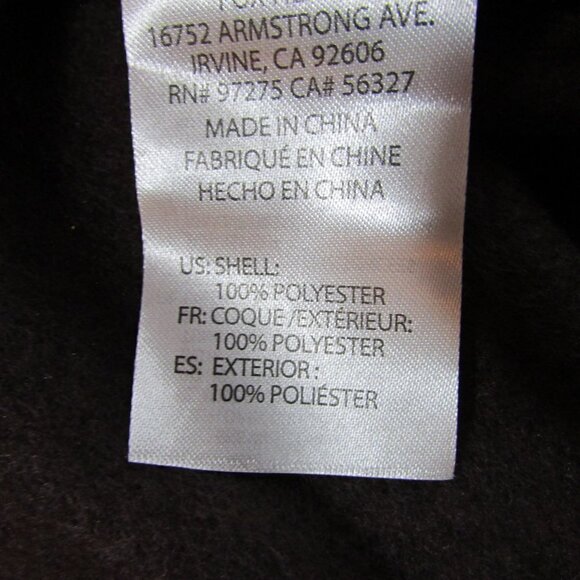 16752 ARMSTRONG AVE.
IRVINE, CA 92606
RN# 97275 CA# 56327
MADE IN CHINA
FABRIQUÉ EN CHINE
HECHO EN CHINA
US: SHELL:
100% POLYESTER
FR: COQUE /EXTÉRIEUR:
100% POLYESTER
ES: EXTERIOR :
100% POLIÉSTER